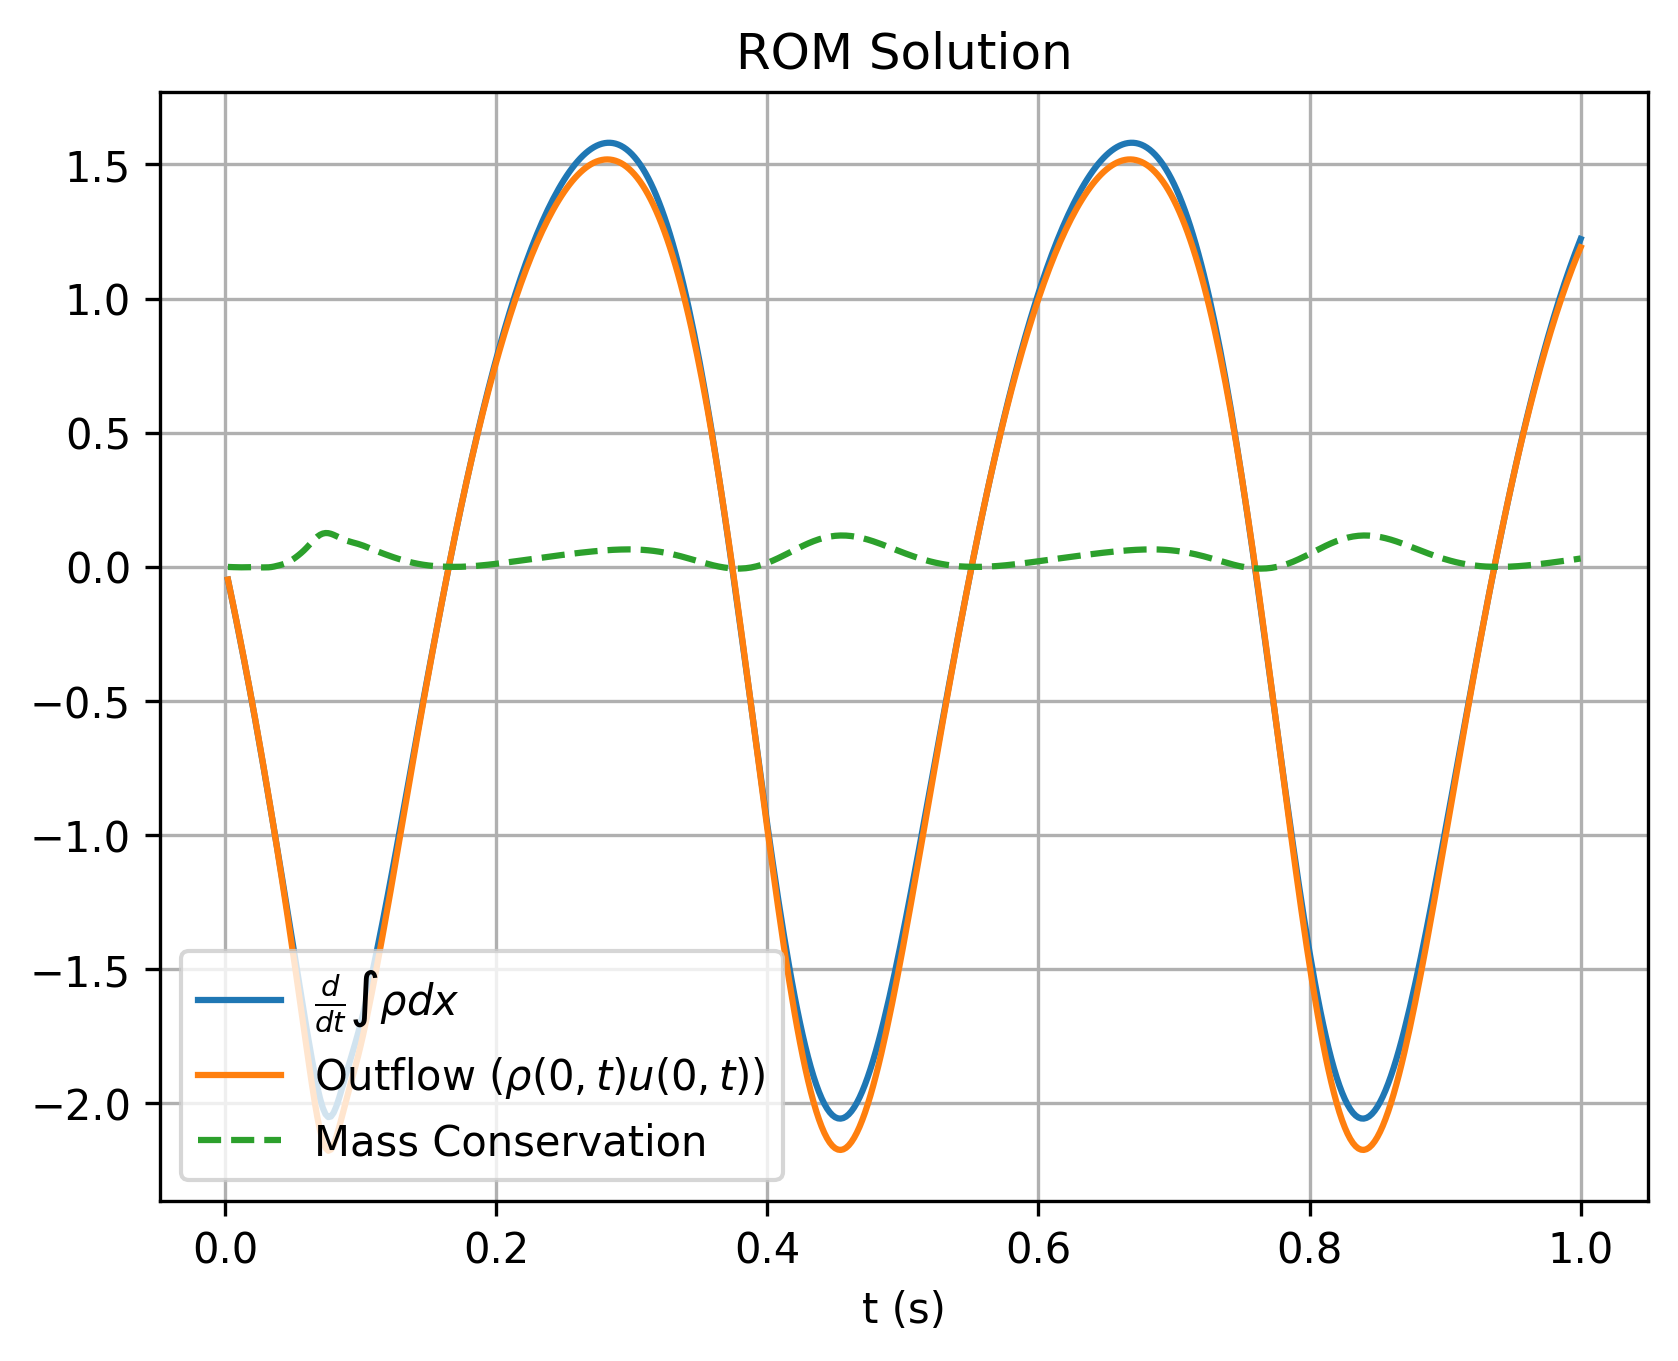 ROM Solution
1.5
1.0
0.5
0.0
−0.5
−1.0
−1.5
−2.0
d/dt ∫ρdx
Outflow (ρ(0, t)u(0, t))
Mass Conservation
0.0 0.2 0.4 0.6 0.8 1.0
t (s)